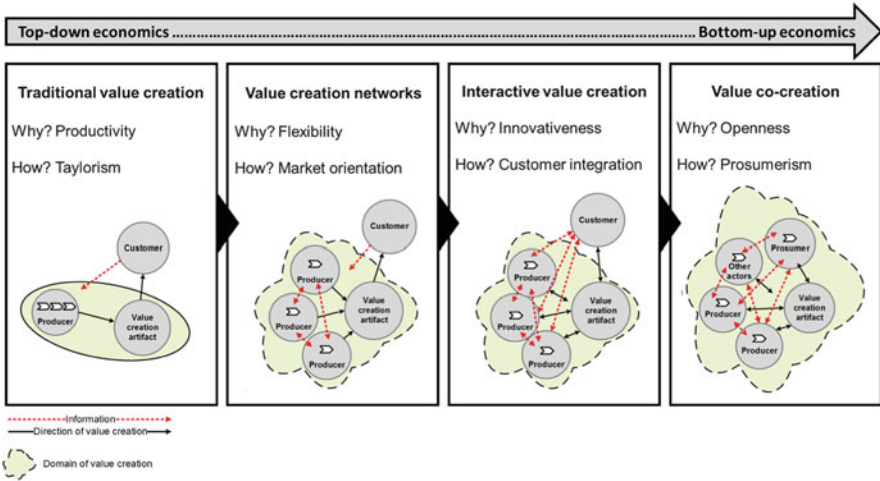 Top-down economics ........................................................................................................................ Bottom-up economics
Traditional value creation
Why? Productivity
How? Taylorism
Customer
Producer
Value
creation
artifact
Value creation networks
Why? Flexibility
How? Market orientation
Customer
Producer
Producer
Producer
Value
creation
artifact
Interactive value creation
Why? Innovativeness
How? Customer integration
Customer
Producer
Producer
Producer
Value
creation
artifact
Value co-creation
Why? Openness
How? Prosumerism
Prosumer
Other
actors
Producer
Producer
Value
creation
artifact
Information
Direction of value creation
Domain of value creation